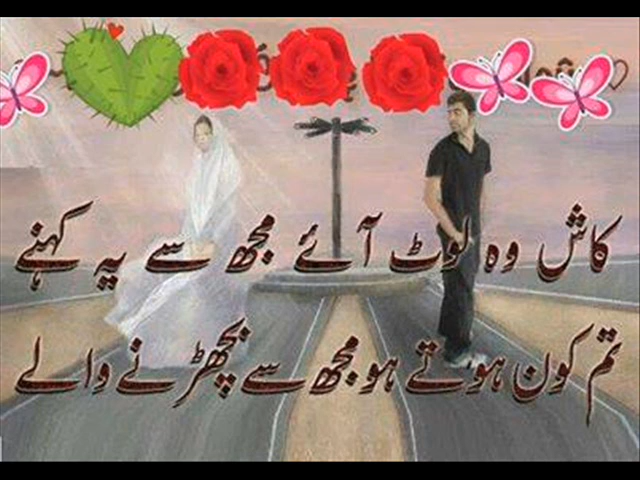 کاش وہ لوٹ آئے مجھ سے یہ کہنے
تم کون ہوتے ہو مجھ سے بچھڑنے والے